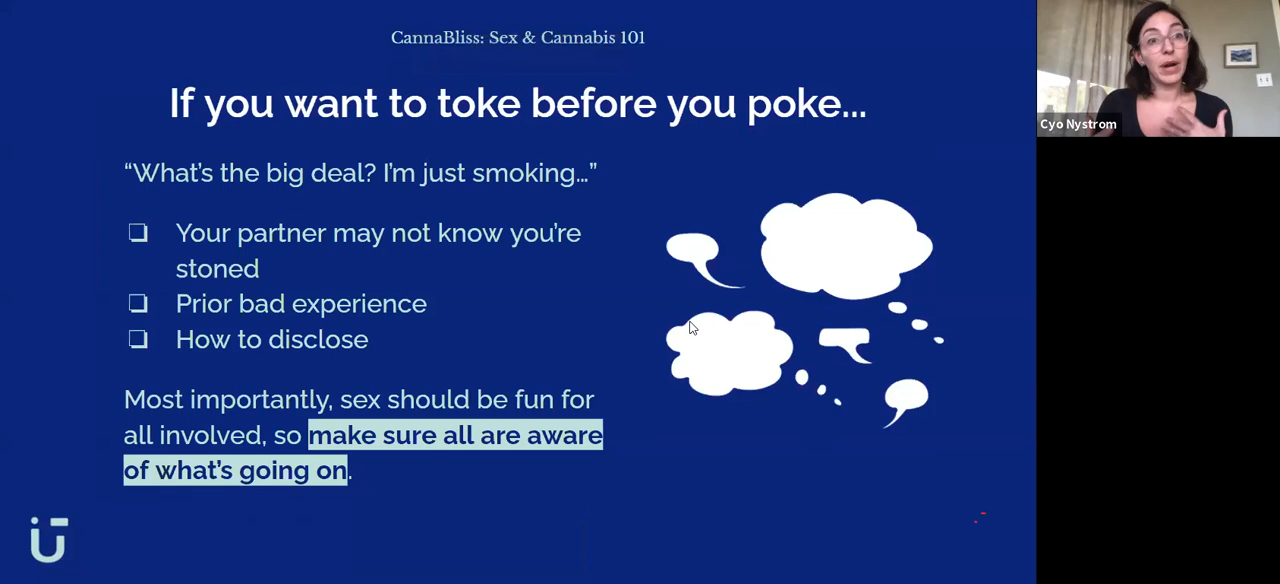 CannaBliss: Sex & Cannabis 101
If you want to toke before you poke...
“What’s the big deal? I’m just smoking...”
❏ Your partner may not know you’re
stoned
❏ Prior bad experience
❏ How to disclose
Most importantly, sex should be fun for
all involved, so make sure all are aware
of what’s going on.
Cyo Nystrom